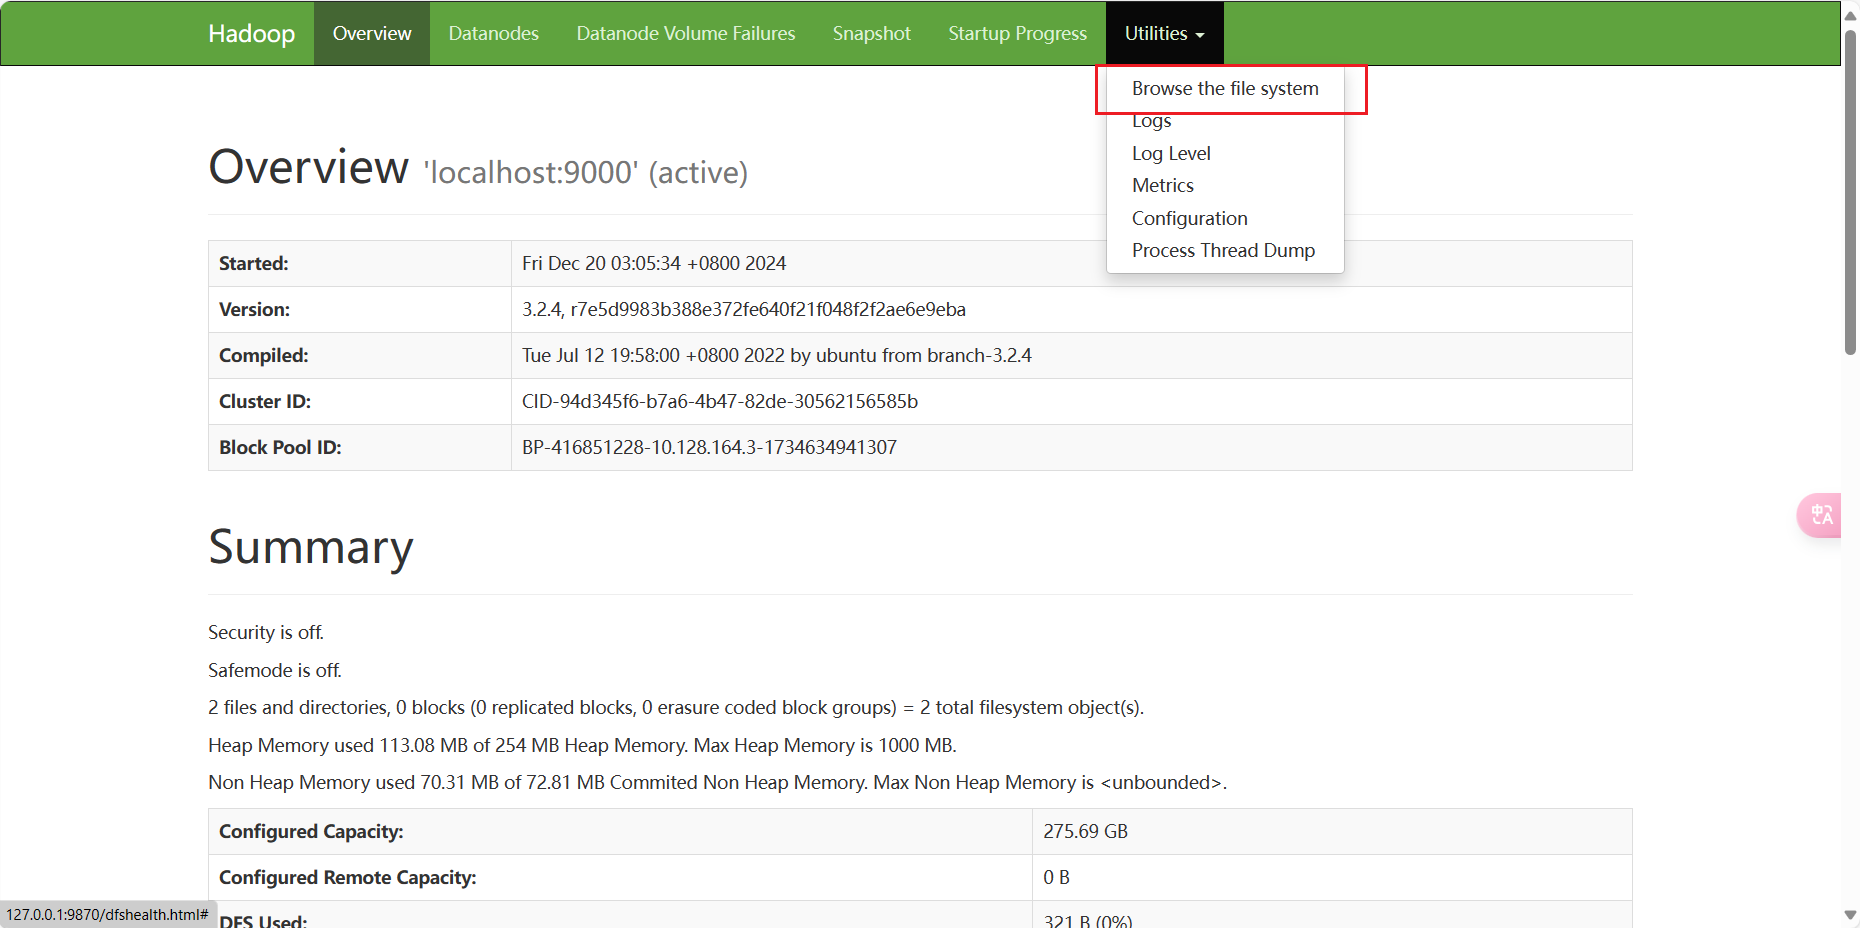 Hadoop Overview Datanodes Datanode Volume Failures Snapshot Startup Progress Utilities
Browse the file system
Logs
Log Level
Metrics
Configuration
Process Thread Dump
Overview 'localhost:9000' (active)
Started: Fri Dec 20 03:05:34 +0800 2024
Version: 3.2.4, r7e5d9983b388e372fe640f21f048f2f2ae6e9eba
Compiled: Tue Jul 12 19:58:00 +0800 2022 by ubuntu from branch-3.2.4
Cluster ID: CID-94d345f6-b7a6-4b47-82de-30562156585b
Block Pool ID: BP-416851228-10.128.164.3-1734634941307
中A
Summary
Security is off.
Safemode is off.
2 files and directories, 0 blocks (0 replicated blocks, 0 erasure coded block groups) = 2 total filesystem object(s).
Heap Memory used 113.08 MB of 254 MB Heap Memory. Max Heap Memory is 1000 MB.
Non Heap Memory used 70.31 MB of 72.81 MB Commited Non Heap Memory. Max Non Heap Memory is <unbounded>.
Configured Capacity: 275.69 GB
Configured Remote Capacity: 0 B
DFS Used: 321 B (0%)
127.0.0.1:9870/dfshealth.html#